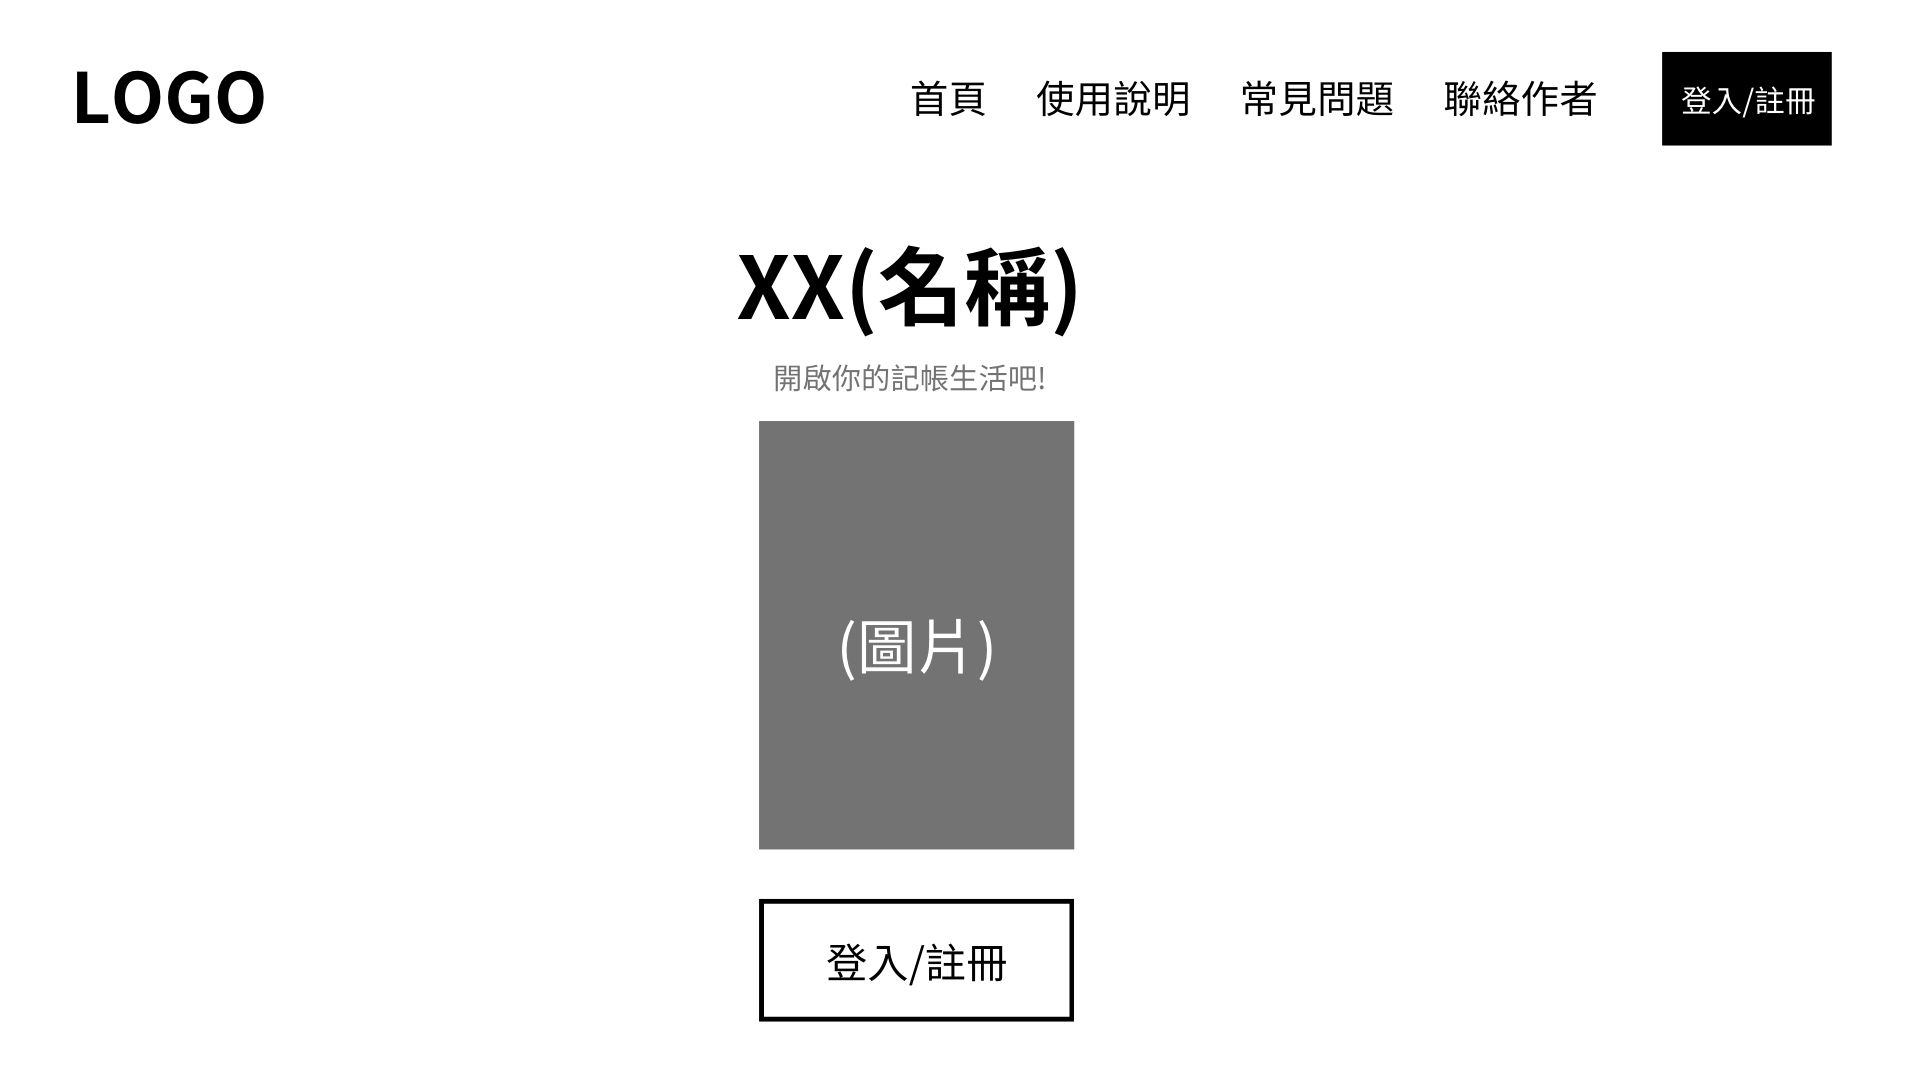 LOGO
首頁 使用說明 常見問題 聯絡作者 登入/註冊
XX(名稱)
開啟你的記帳生活吧!
(圖片)
登入/註冊